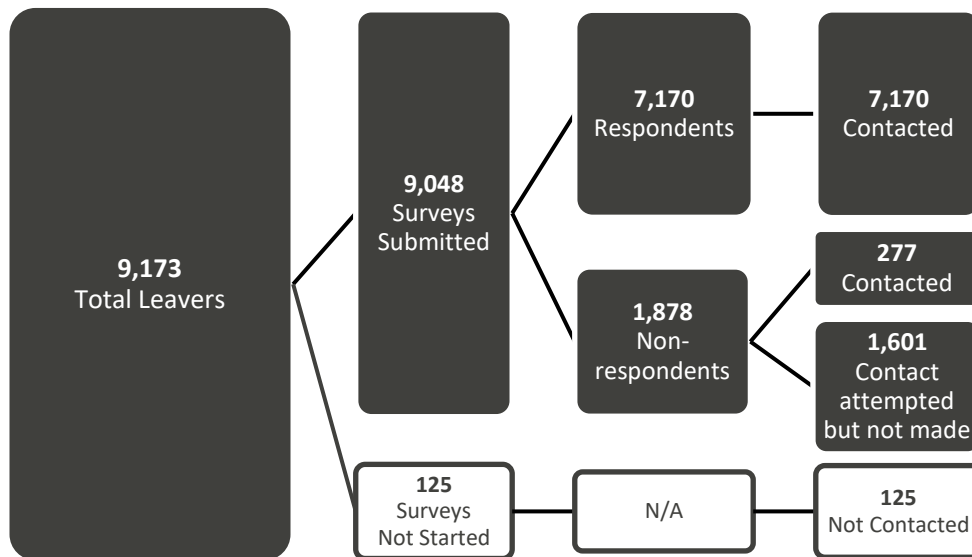 9,173
Total Leavers
9,048
Surveys
Submitted
125
Surveys
Not Started
7,170
Respondents
1,878
Non-
respondents
N/A
7,170
Contacted
277
Contacted
1,601
Contact
attempted
but not made
125
Not Contacted